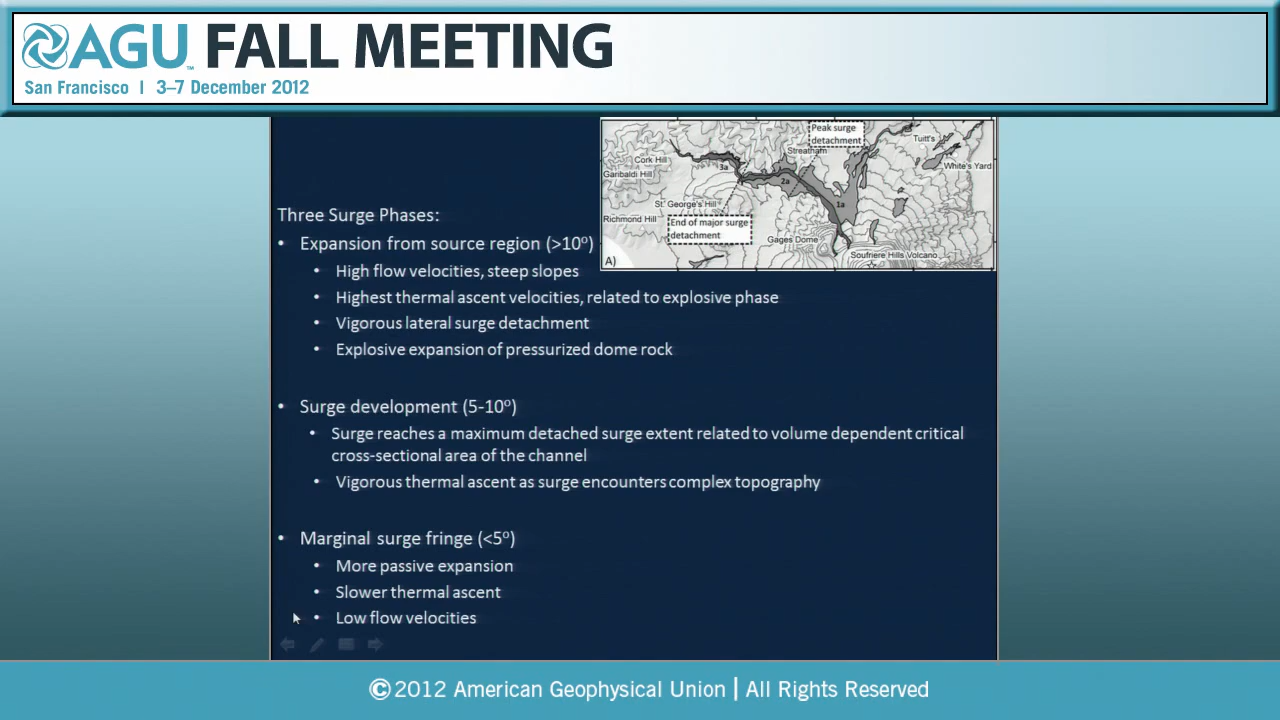 AGU FALL MEETING
San Francisco | 3–7 December 2012
Peak surge
detachment
Tuitt's
Streatham
Cork Hill
3a
White's Yard
Garibaldi Hill
2a
St. George's Hill
1a
Richmond Hill
End of major surge
detachment
Gages Dome
Soufriere Hills Volcano
A)
Three Surge Phases:
• Expansion from source region (>10º)
• High flow velocities, steep slopes
• Highest thermal ascent velocities, related to explosive phase
• Vigorous lateral surge detachment
• Explosive expansion of pressurized dome rock
• Surge development (5-10º)
• Surge reaches a maximum detached surge extent related to volume dependent critical
cross-sectional area of the channel
• Vigorous thermal ascent as surge encounters complex topography
• Marginal surge fringe (<5º)
• More passive expansion
• Slower thermal ascent
• Low flow velocities
©2012 American Geophysical Union | All Rights Reserved